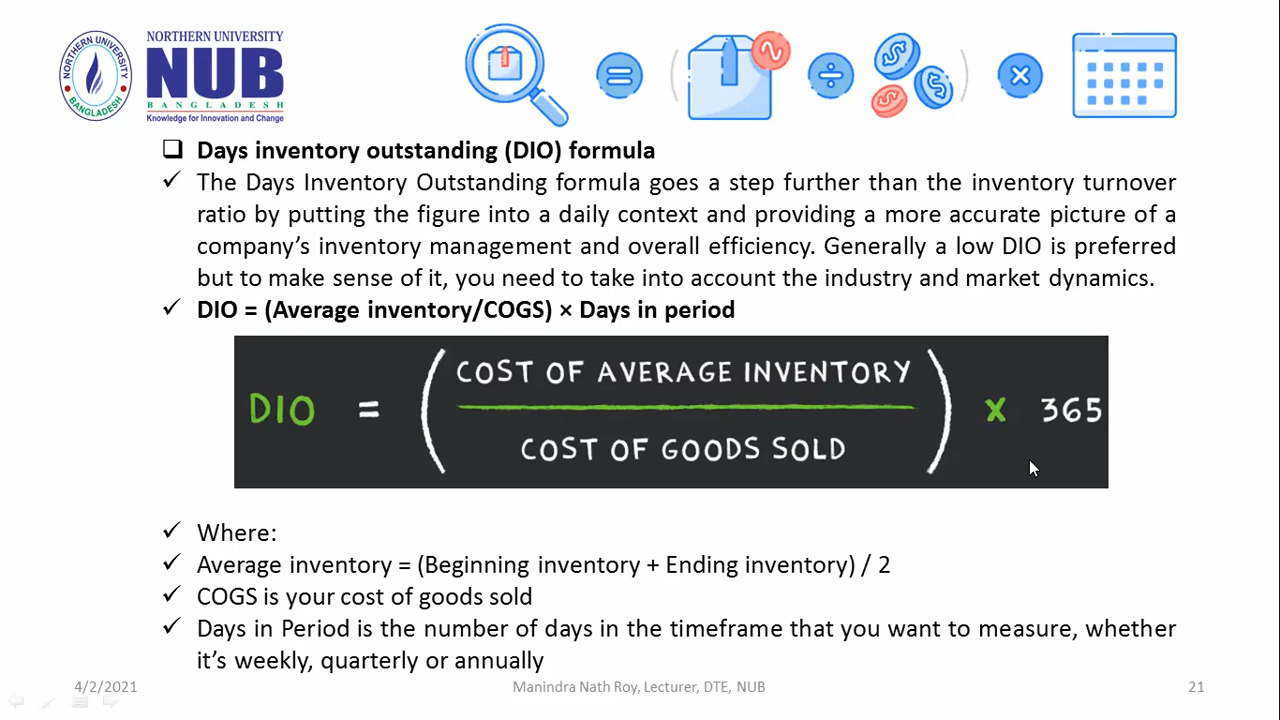 NORTHERN UNIVERSITY
NUB
BANGLADESH
Knowledge for Innovation and Change
NORTHERN UNIVERSITY
BANGLADESH
Days inventory outstanding (DIO) formula
The Days Inventory Outstanding formula goes a step further than the inventory turnover
ratio by putting the figure into a daily context and providing a more accurate picture of a
company’s inventory management and overall efficiency. Generally a low DIO is preferred
but to make sense of it, you need to take into account the industry and market dynamics.
DIO = (Average inventory/COGS) × Days in period
DIO = ( COST OF AVERAGE INVENTORY
COST OF GOODS SOLD ) X 365
Where:
Average inventory = (Beginning inventory + Ending inventory) / 2
COGS is your cost of goods sold
Days in Period is the number of days in the timeframe that you want to measure, whether
it’s weekly, quarterly or annually
4/2/2021
Manindra Nath Roy, Lecturer, DTE, NUB
21